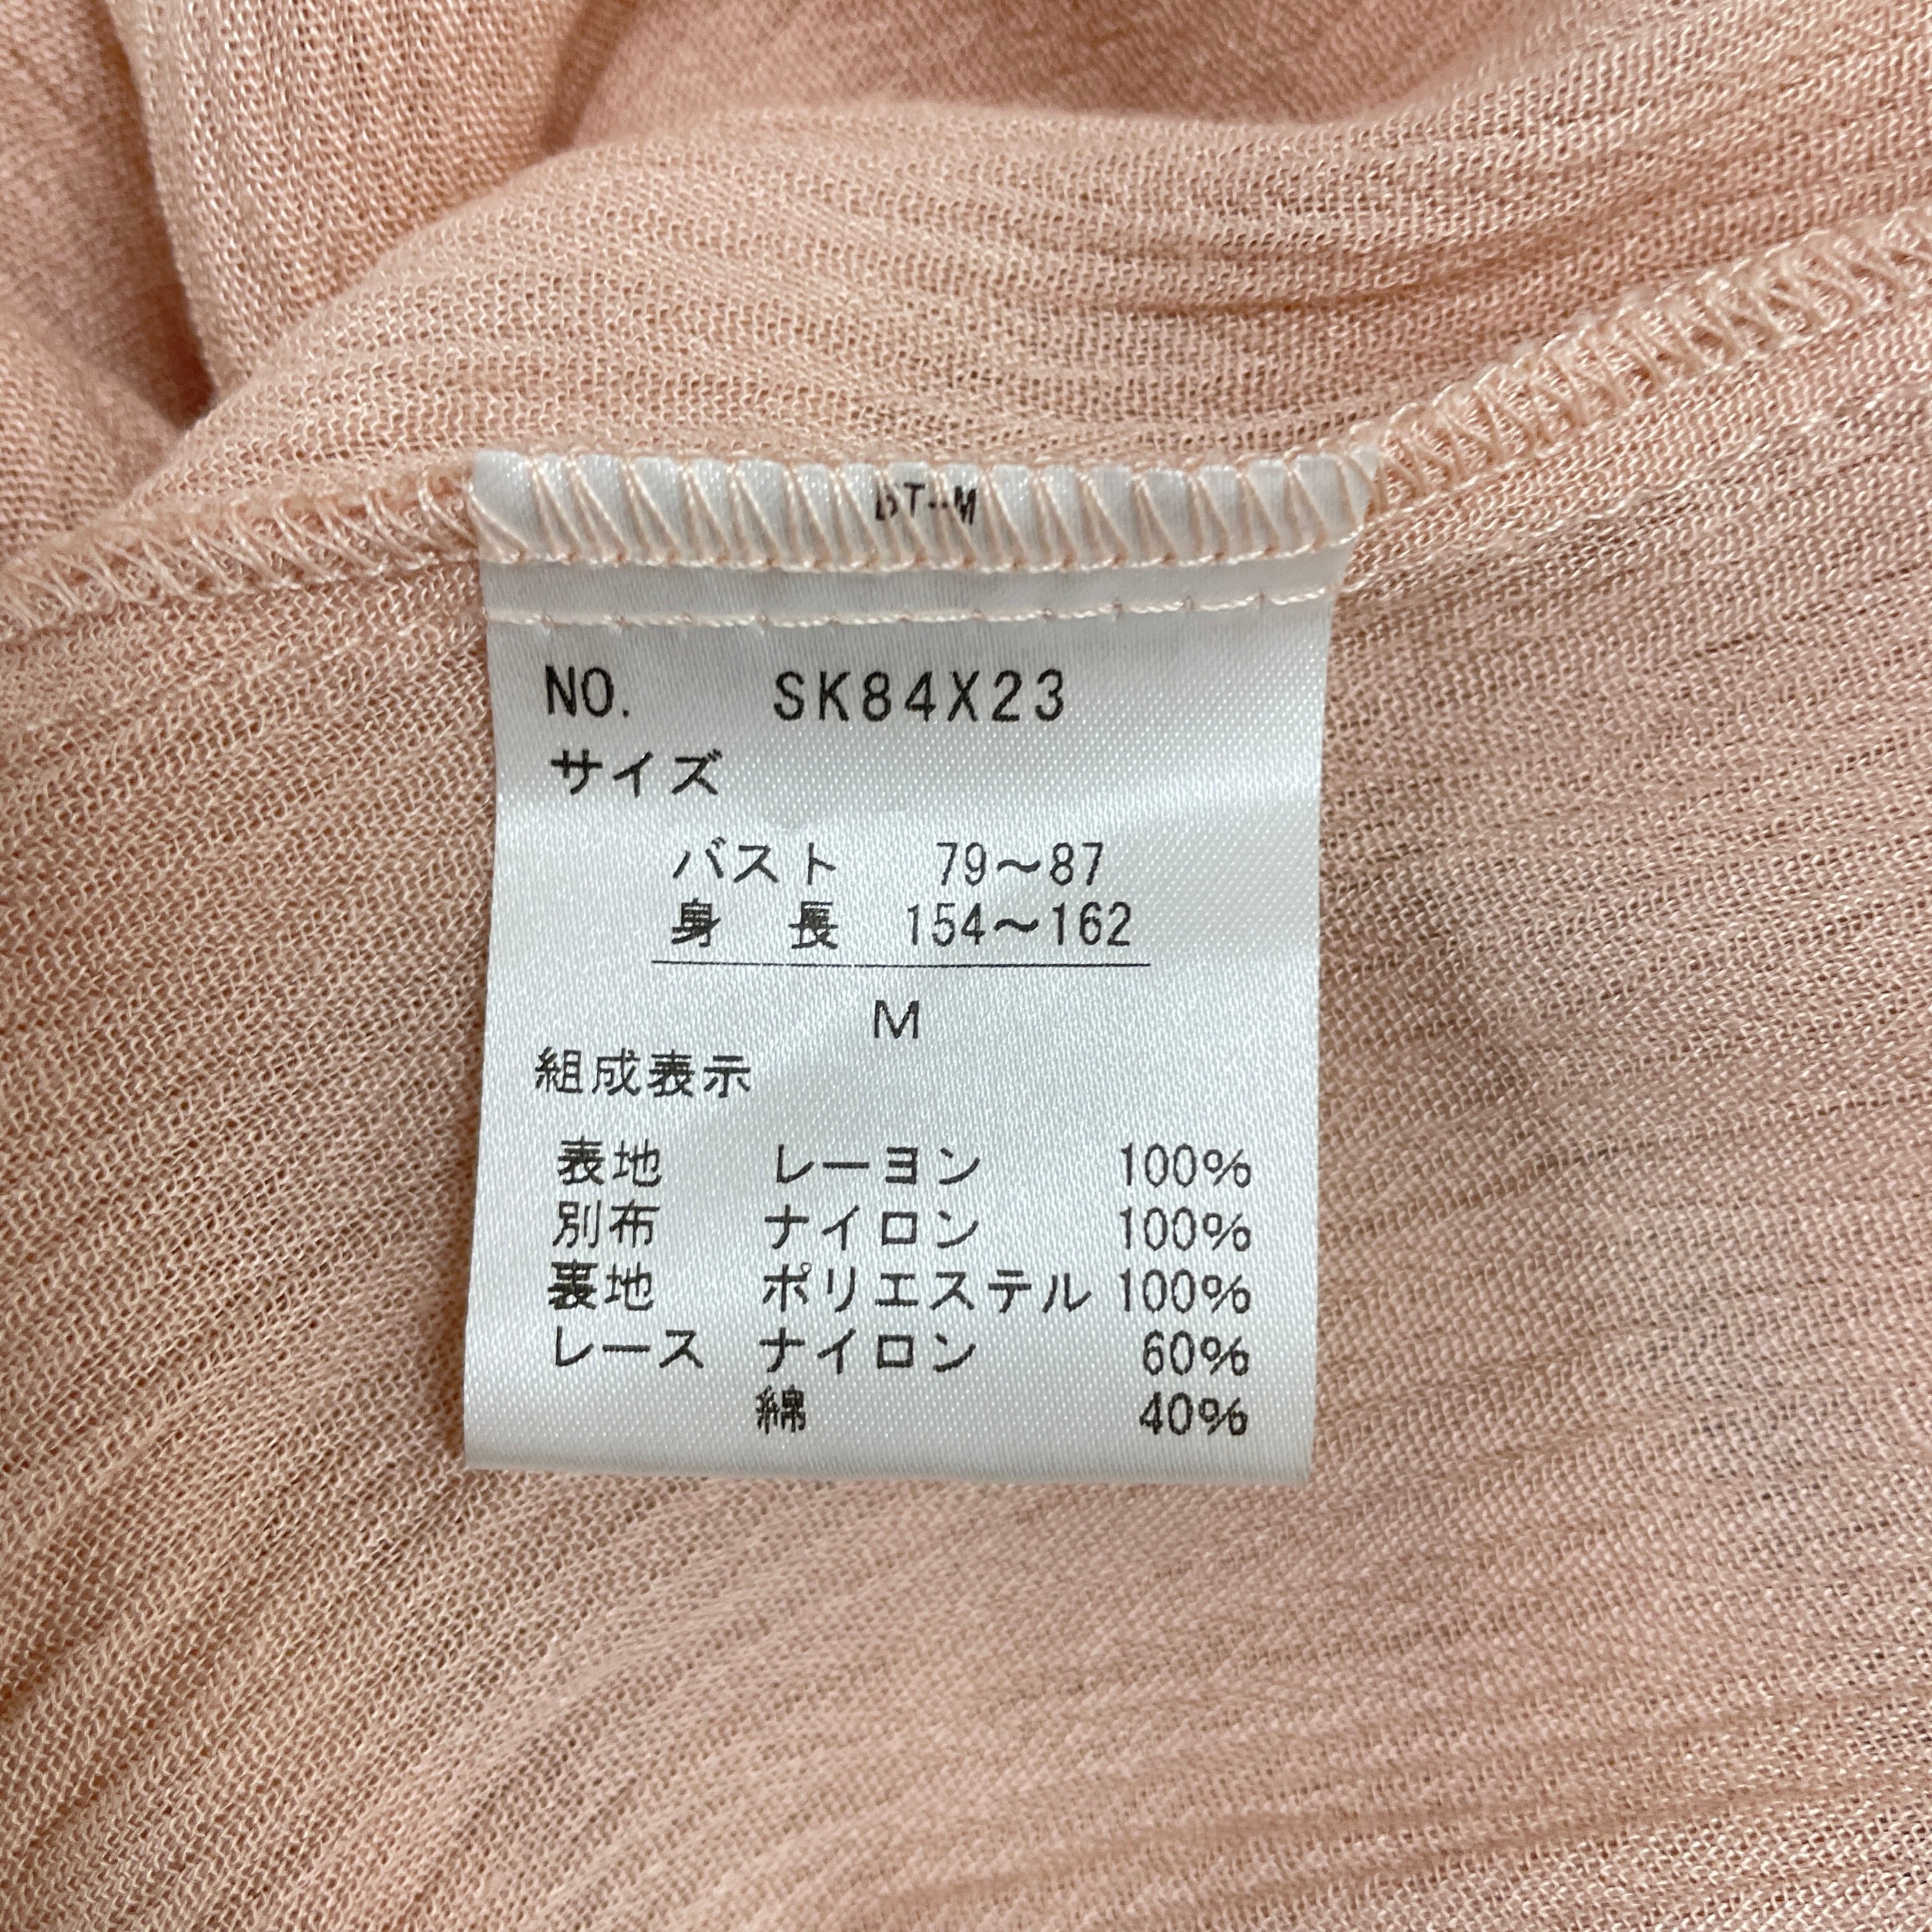 NO. SK84X23
サイズ
バスト 79〜87
身 長 154〜162
M
組成表示
表地 レーヨン 100%
別布 ナイロン 100%
裏地 ポリエステル 100%
レース ナイロン 60%
綿 40%